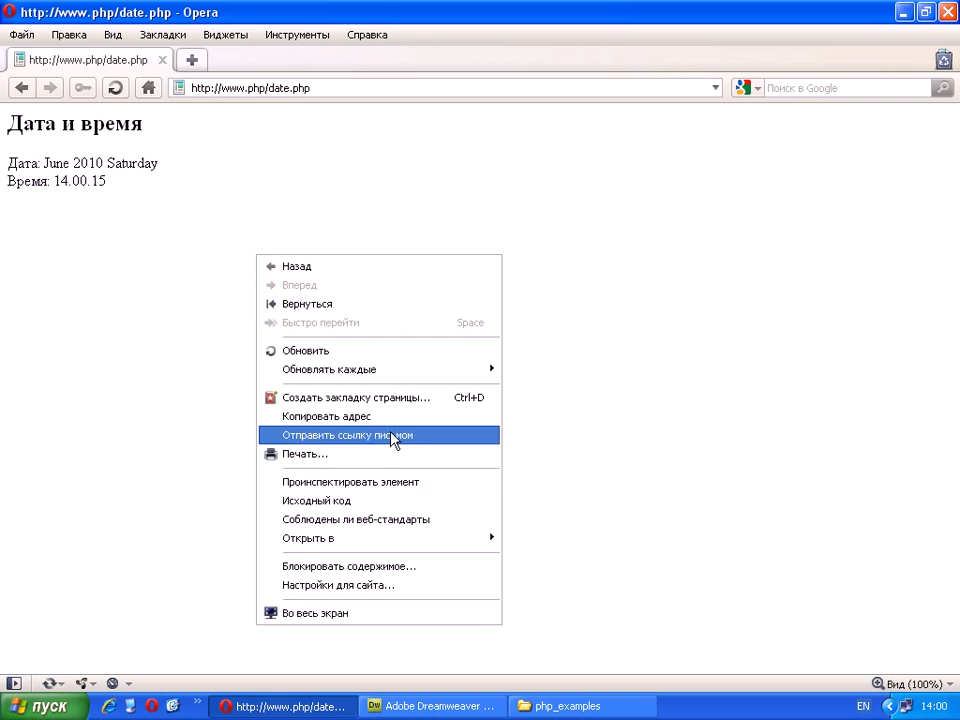 http://www.php/date.php - Opera
Файл Правка Вид Закладки Виджеты Инструменты Справка
http://www.php/date.php
http://www.php/date.php Поиск в Google
Дата и время
Дата: June 2010 Saturday
Время: 14.00.15
Назад
Вперед
Вернуться
Быстро перейти Space
Обновить
Обновлять каждые
Создать закладку страницы... Ctrl+D
Копировать адрес
Отправить ссылку письмом
Печать...
Проинспектировать элемент
Исходный код
Соблюдены ли веб-стандарты
Открыть в
Блокировать содержимое...
Настройки для сайта...
Во весь экран
Вид (100%)
пуск http://www.php/date... Adobe Dreamweaver ... php_examples EN 14:00